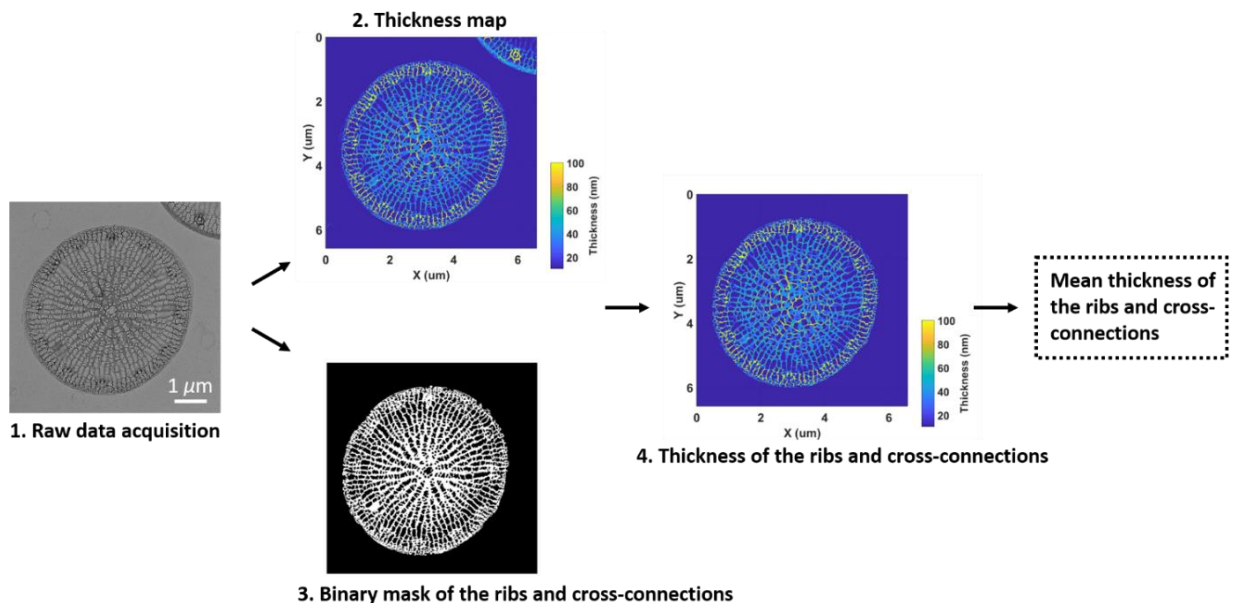 2. Thickness map
0
2
4
6
Y (um)
0
2
4
6
X (um)
100
80
60
40
20
Thickness (nm)
1 μm
1. Raw data acquisition
3. Binary mask of the ribs and cross-connections
0
2
4
6
Y (um)
0
2
4
6
X (um)
100
80
60
40
20
Thickness (nm)
4. Thickness of the ribs and cross-connections
Mean thickness of
the ribs and cross-
connections